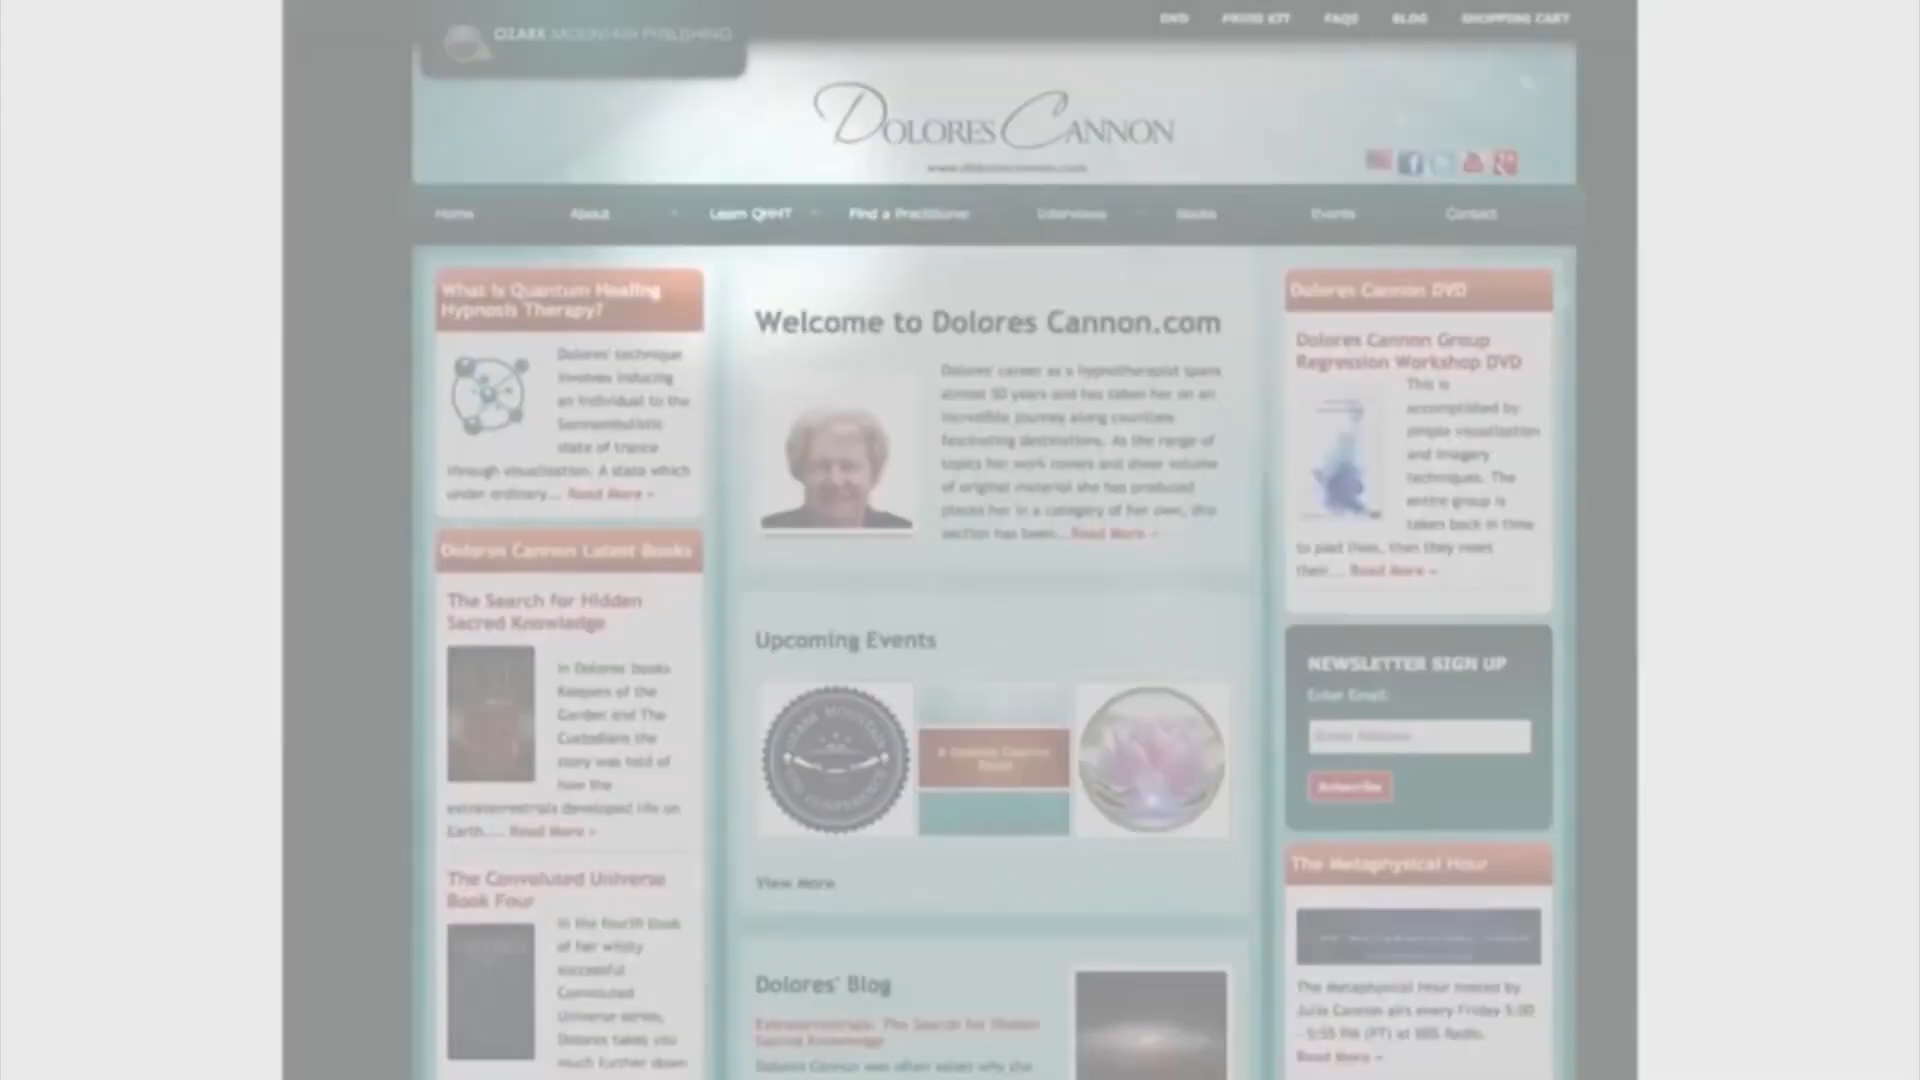 DVD PRESS KIT FAQS BLOG SHOPPING CART
OZARK MOUNTAIN PUBLISHING
DOLORES CANNON
www.dolorescannon.com
Home About Learn QHHT Find a Practitioner Interviews Books Events Contact
What is Quantum Healing
Hypnosis Therapy?
Dolores' technique
involves inducing
an individual to the
Somnambulistic
state of trance
through visualization. A state which
under ordinary... Read More »
Dolores Cannon Latest Books
The Search for Hidden
Sacred Knowledge
In Dolores books
Keepers of the
Garden and The
Custodians the
story was told of
how the
extraterrestrials developed life on
Earth.... Read More »
The Convoluted Universe
Book Four
In the fourth book
of her wildly
successful
Convoluted
Universe series,
Dolores takes you
much further down
Welcome to Dolores Cannon.com
Dolores' career as a hypnotherapist spans
almost 50 years and has taken her on an
incredible journey along countless
fascinating destinations. As the range of
topics her work covers and sheer volume
of original material she has produced
places her in a category of her own, this
section has been...Read More »
Upcoming Events
OZARK MOUNTAIN
UFO CONFERENCE
A Dolores Cannon
Event
View More
Dolores' Blog
Extraterrestrials: The Search for Hidden
Sacred Knowledge
Dolores Cannon was often asked why she
Dolores Cannon DVD
Dolores Cannon Group
Regression Workshop DVD
This is
accomplished by
simple visualization
and imagery
techniques. The
entire group is
taken back in time
to past lives, then they meet
their... Read More »
NEWSLETTER SIGN UP
Enter Email:
Email Address
Subscribe
The Metaphysical Hour
The Metaphysical Hour hosted by
Julia Cannon airs every Friday 5:00
- 5:55 PM (PT) at BBS Radio.
Read More »